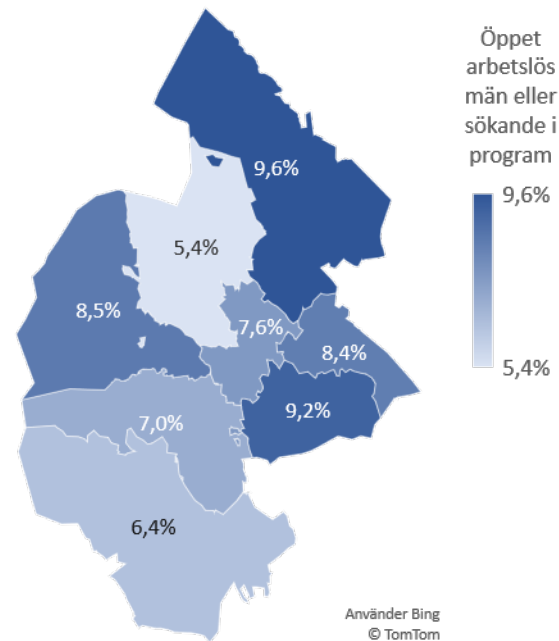 Öppet
arbetslös
män eller
sökande i
program
9,6%
5,4%
9,6%
5,4%
8,5%
7,6%
8,4%
9,2%
7,0%
6,4%
Använder Bing
© TomTom